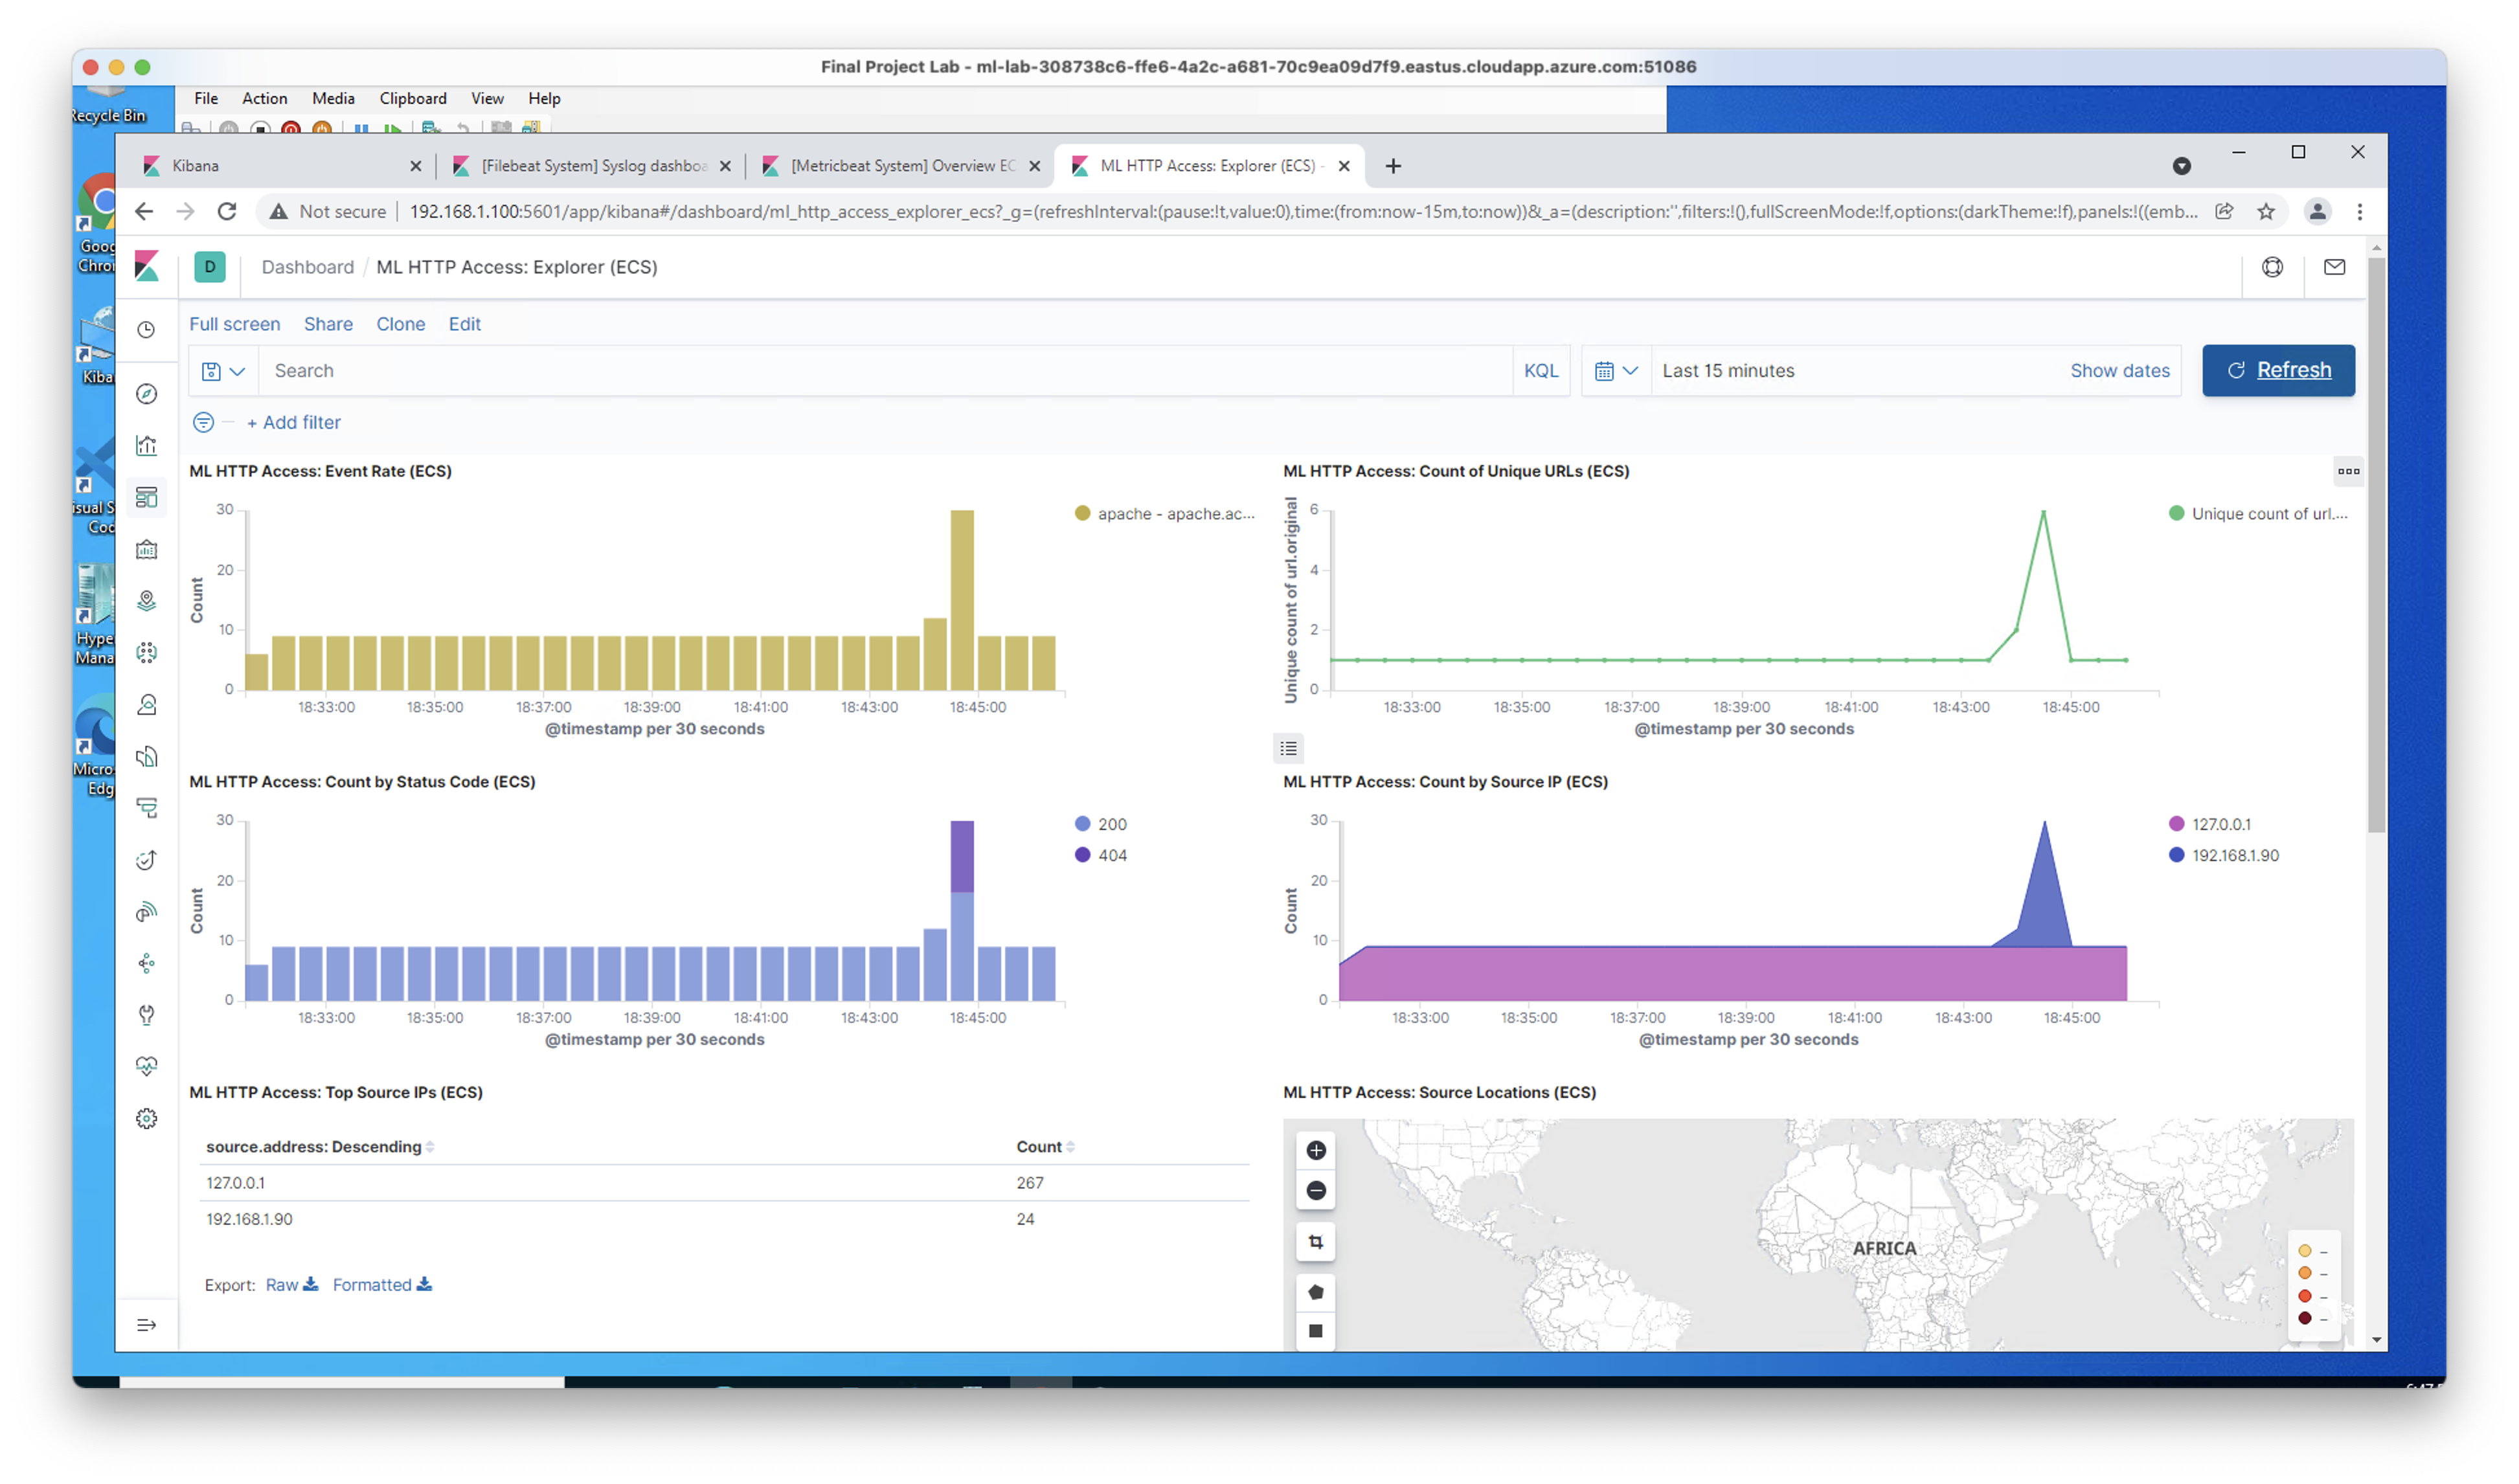 Final Project Lab - ml-lab-308738c6-ffe6-4a2c-a681-70c9ea09d7f9.eastus.cloudapp.azure.com:51086
Recycle Bin
File Action Media Clipboard View Help
Kibana
[Filebeat System] Syslog dashboa
[Metricbeat System] Overview EC
ML HTTP Access: Explorer (ECS) -
Not secure
192.168.1.100:5601/app/kibana#/dashboard/ml_http_access_explorer_ecs?_g=(refreshInterval:(pause:!t,value:0),time:(from:now-15m,to:now))&_a=(description:'',filters:!(),fullScreenMode:!f,options:(darkTheme:!f),panels:!((emb...
Goog
Chror
Kiba
isual S
Coc
Hype
Mana
Micro
Edg
D
Dashboard / ML HTTP Access: Explorer (ECS)
Full screen Share Clone Edit
Search
KQL
Last 15 minutes
Show dates
Refresh
+ Add filter
ML HTTP Access: Event Rate (ECS)
30
20
10
0
Count
apache - apache.ac...
18:33:00 18:35:00 18:37:00 18:39:00 18:41:00 18:43:00 18:45:00
@timestamp per 30 seconds
ML HTTP Access: Count of Unique URLs (ECS)
6
4
2
0
Unique count of url.original
Unique count of url....
18:33:00 18:35:00 18:37:00 18:39:00 18:41:00 18:43:00 18:45:00
@timestamp per 30 seconds
ML HTTP Access: Count by Status Code (ECS)
30
20
10
0
Count
200
404
18:33:00 18:35:00 18:37:00 18:39:00 18:41:00 18:43:00 18:45:00
@timestamp per 30 seconds
ML HTTP Access: Count by Source IP (ECS)
30
20
10
0
Count
127.0.0.1
192.168.1.90
18:33:00 18:35:00 18:37:00 18:39:00 18:41:00 18:43:00 18:45:00
@timestamp per 30 seconds
ML HTTP Access: Top Source IPs (ECS)
source.address: Descending Count
127.0.0.1 267
192.168.1.90 24
Export: Raw Formatted
ML HTTP Access: Source Locations (ECS)
AFRICA
–
–
–
–